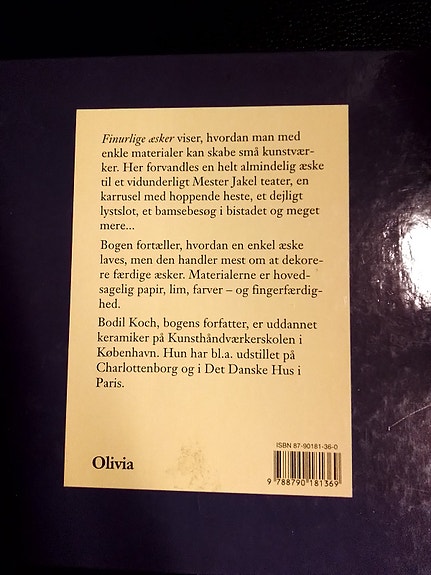 Finurlige æsker viser, hvordan man med
enkle materialer kan skabe små kunstvær-
ker. Her forvandles en helt almindelig æske
til et vidunderligt Mester Jakel teater, en
karrusel med hoppende heste, et dejligt
lystslot, et bamsebesøg i bistadet og meget
mere...
Bogen fortæller, hvordan en enkel æske
laves, men den handler mest om at dekore-
re færdige æsker. Materialerne er hoved-
sagelig papir, lim, farver – og fingerfærdig-
hed.
Bodil Koch, bogens forfatter, er uddannet
keramiker på Kunsthåndværkerskolen i
København. Hun har bl.a. udstillet på
Charlottenborg og i Det Danske Hus i
Paris.
ISBN 87-90181-36-0
Olivia
9 788790 181369